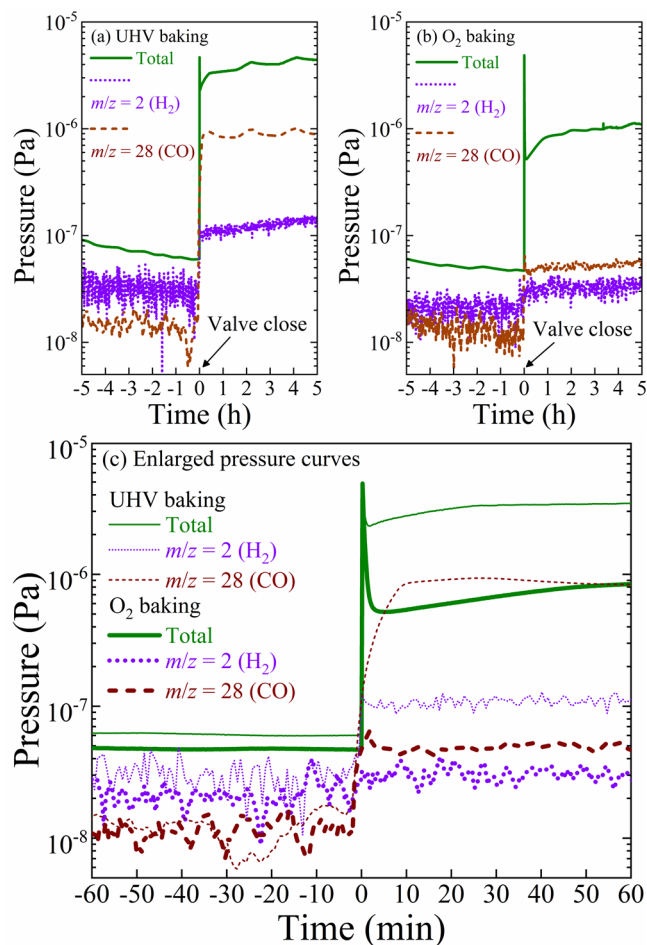 (a) UHV baking
Total
m/z = 2 (H₂)
m/z = 28 (CO)
Valve close
Pressure (Pa)
10⁻⁵
10⁻⁶
10⁻⁷
10⁻⁸
-5 -4 -3 -2 -1 0 1 2 3 4 5
Time (h)
(b) O₂ baking
Total
m/z = 2 (H₂)
m/z = 28 (CO)
Valve close
Pressure (Pa)
10⁻⁵
10⁻⁶
10⁻⁷
10⁻⁸
-5 -4 -3 -2 -1 0 1 2 3 4 5
Time (h)
(c) Enlarged pressure curves
UHV baking
Total
m/z = 2 (H₂)
m/z = 28 (CO)
O₂ baking
Total
m/z = 2 (H₂)
m/z = 28 (CO)
Pressure (Pa)
10⁻⁵
10⁻⁶
10⁻⁷
10⁻⁸
-60 -50 -40 -30 -20 -10 0 10 20 30 40 50 60
Time (min)